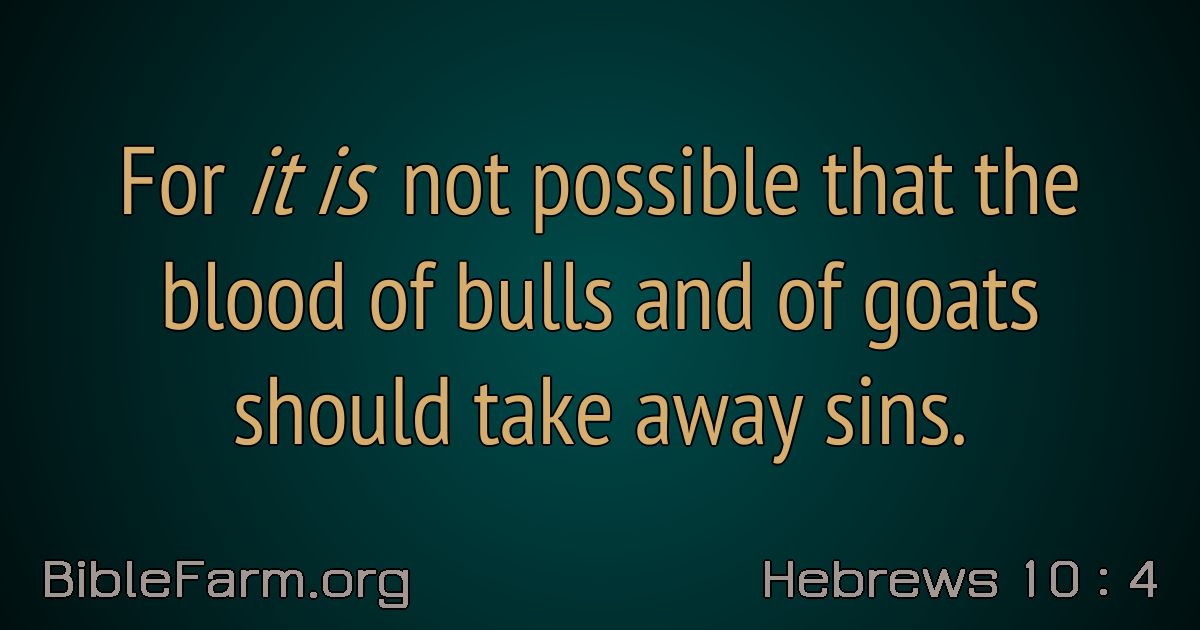 For it is not possible that the
blood of bulls and of goats
should take away sins.
BibleFarm.org
Hebrews 10 : 4